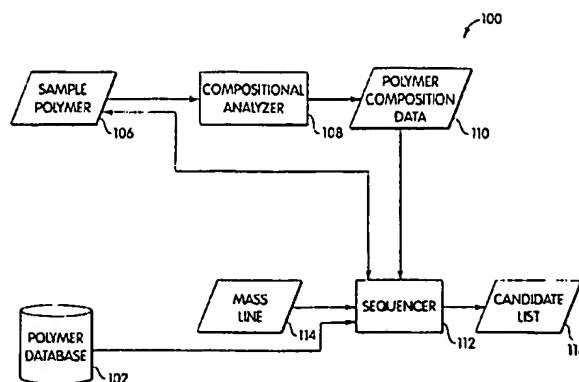 100
SAMPLE
POLYMER
106
COMPOSITIONAL
ANALYZER
108
POLYMER
COMPOSITION
DATA
110
MASS
LINE
114
SEQUENCER
112
CANDIDATE
LIST
POLYMER
DATABASE
102